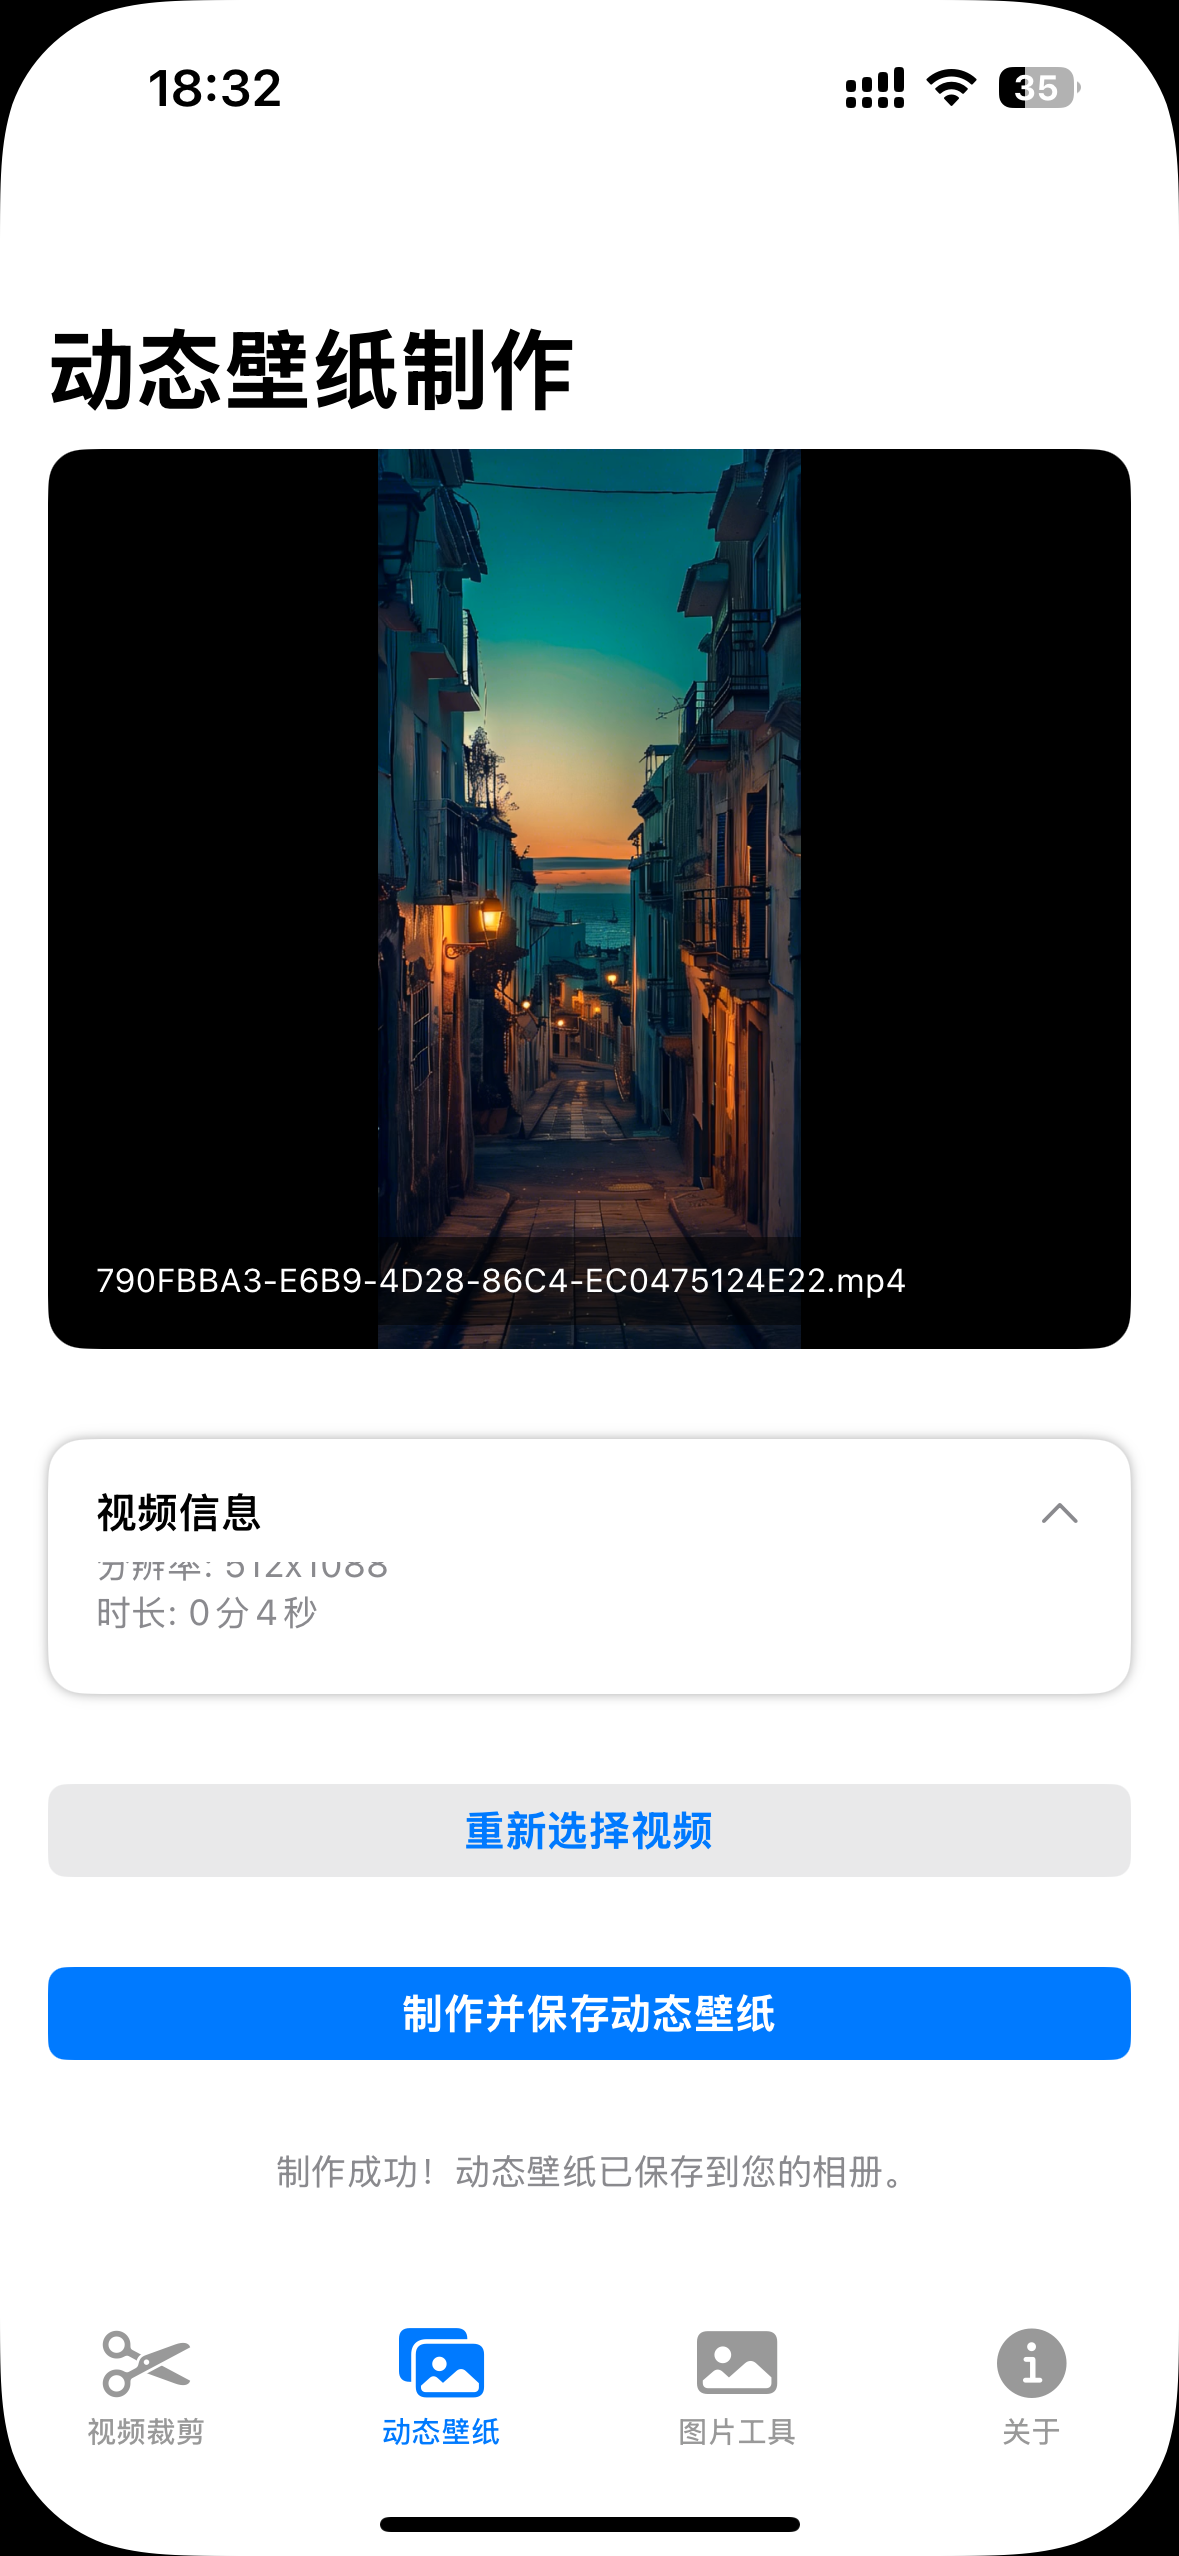 18:32
35
动态壁纸制作
790FBBA3-E6B9-4D28-86C4-EC0475124E22.mp4
视频信息
分辨率: 512x1088
时长: 0分4秒
重新选择视频
制作并保存动态壁纸
制作成功！动态壁纸已保存到您的相册。
视频裁剪
动态壁纸
图片工具
关于